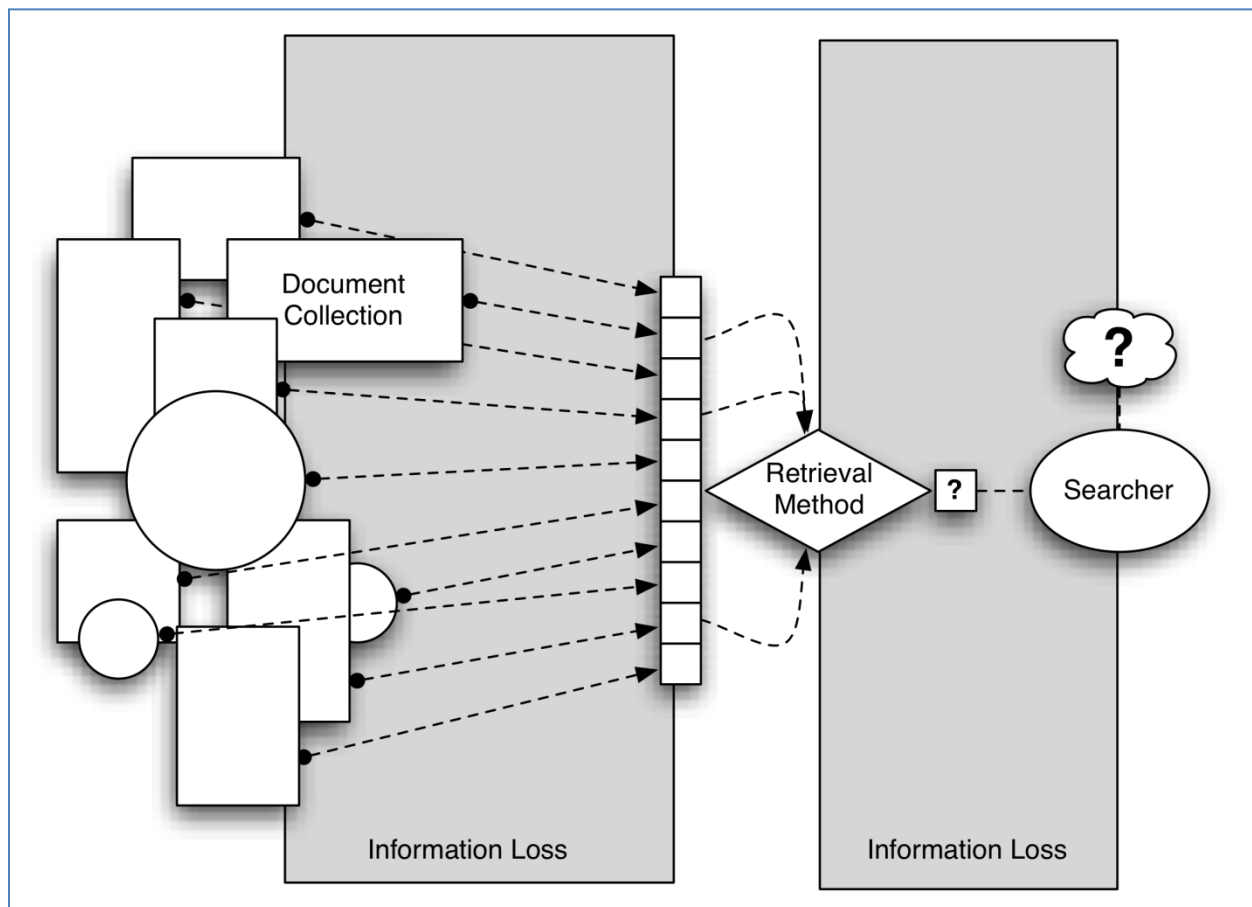 Document
Collection
?
Retrieval
Method
?
Searcher
Information Loss
Information Loss